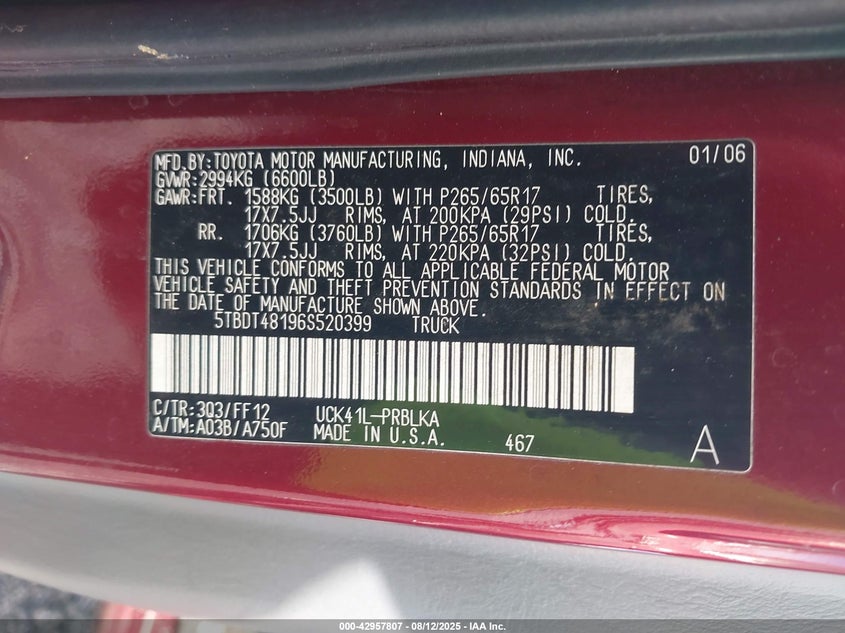 MFD.BY:TOYOTA MOTOR MANUFACTURING, INDIANA, INC. 01/06
GVWR:2994KG (6600LB)
GAWR:FRT. 1588KG (3500LB) WITH P265/65R17 TIRES,
17X7.5JJ RIMS, AT 200KPA (29PSI) COLD.
RR. 1706KG (3760LB) WITH P265/65R17 TIRES,
17X7.5JJ RIMS, AT 220KPA (32PSI) COLD.
THIS VEHICLE CONFORMS TO ALL APPLICABLE FEDERAL MOTOR
VEHICLE SAFETY AND THEFT PREVENTION STANDARDS IN EFFECT ON
THE DATE OF MANUFACTURE SHOWN ABOVE.
5TBDT48196S520399 TRUCK
C/TR:3Q3/FF12 UCK41L-PRBLKA
A/TM:A03B/A750F MADE IN U.S.A. 467 A
000-42957807 - 08/12/2025 - IAA Inc.